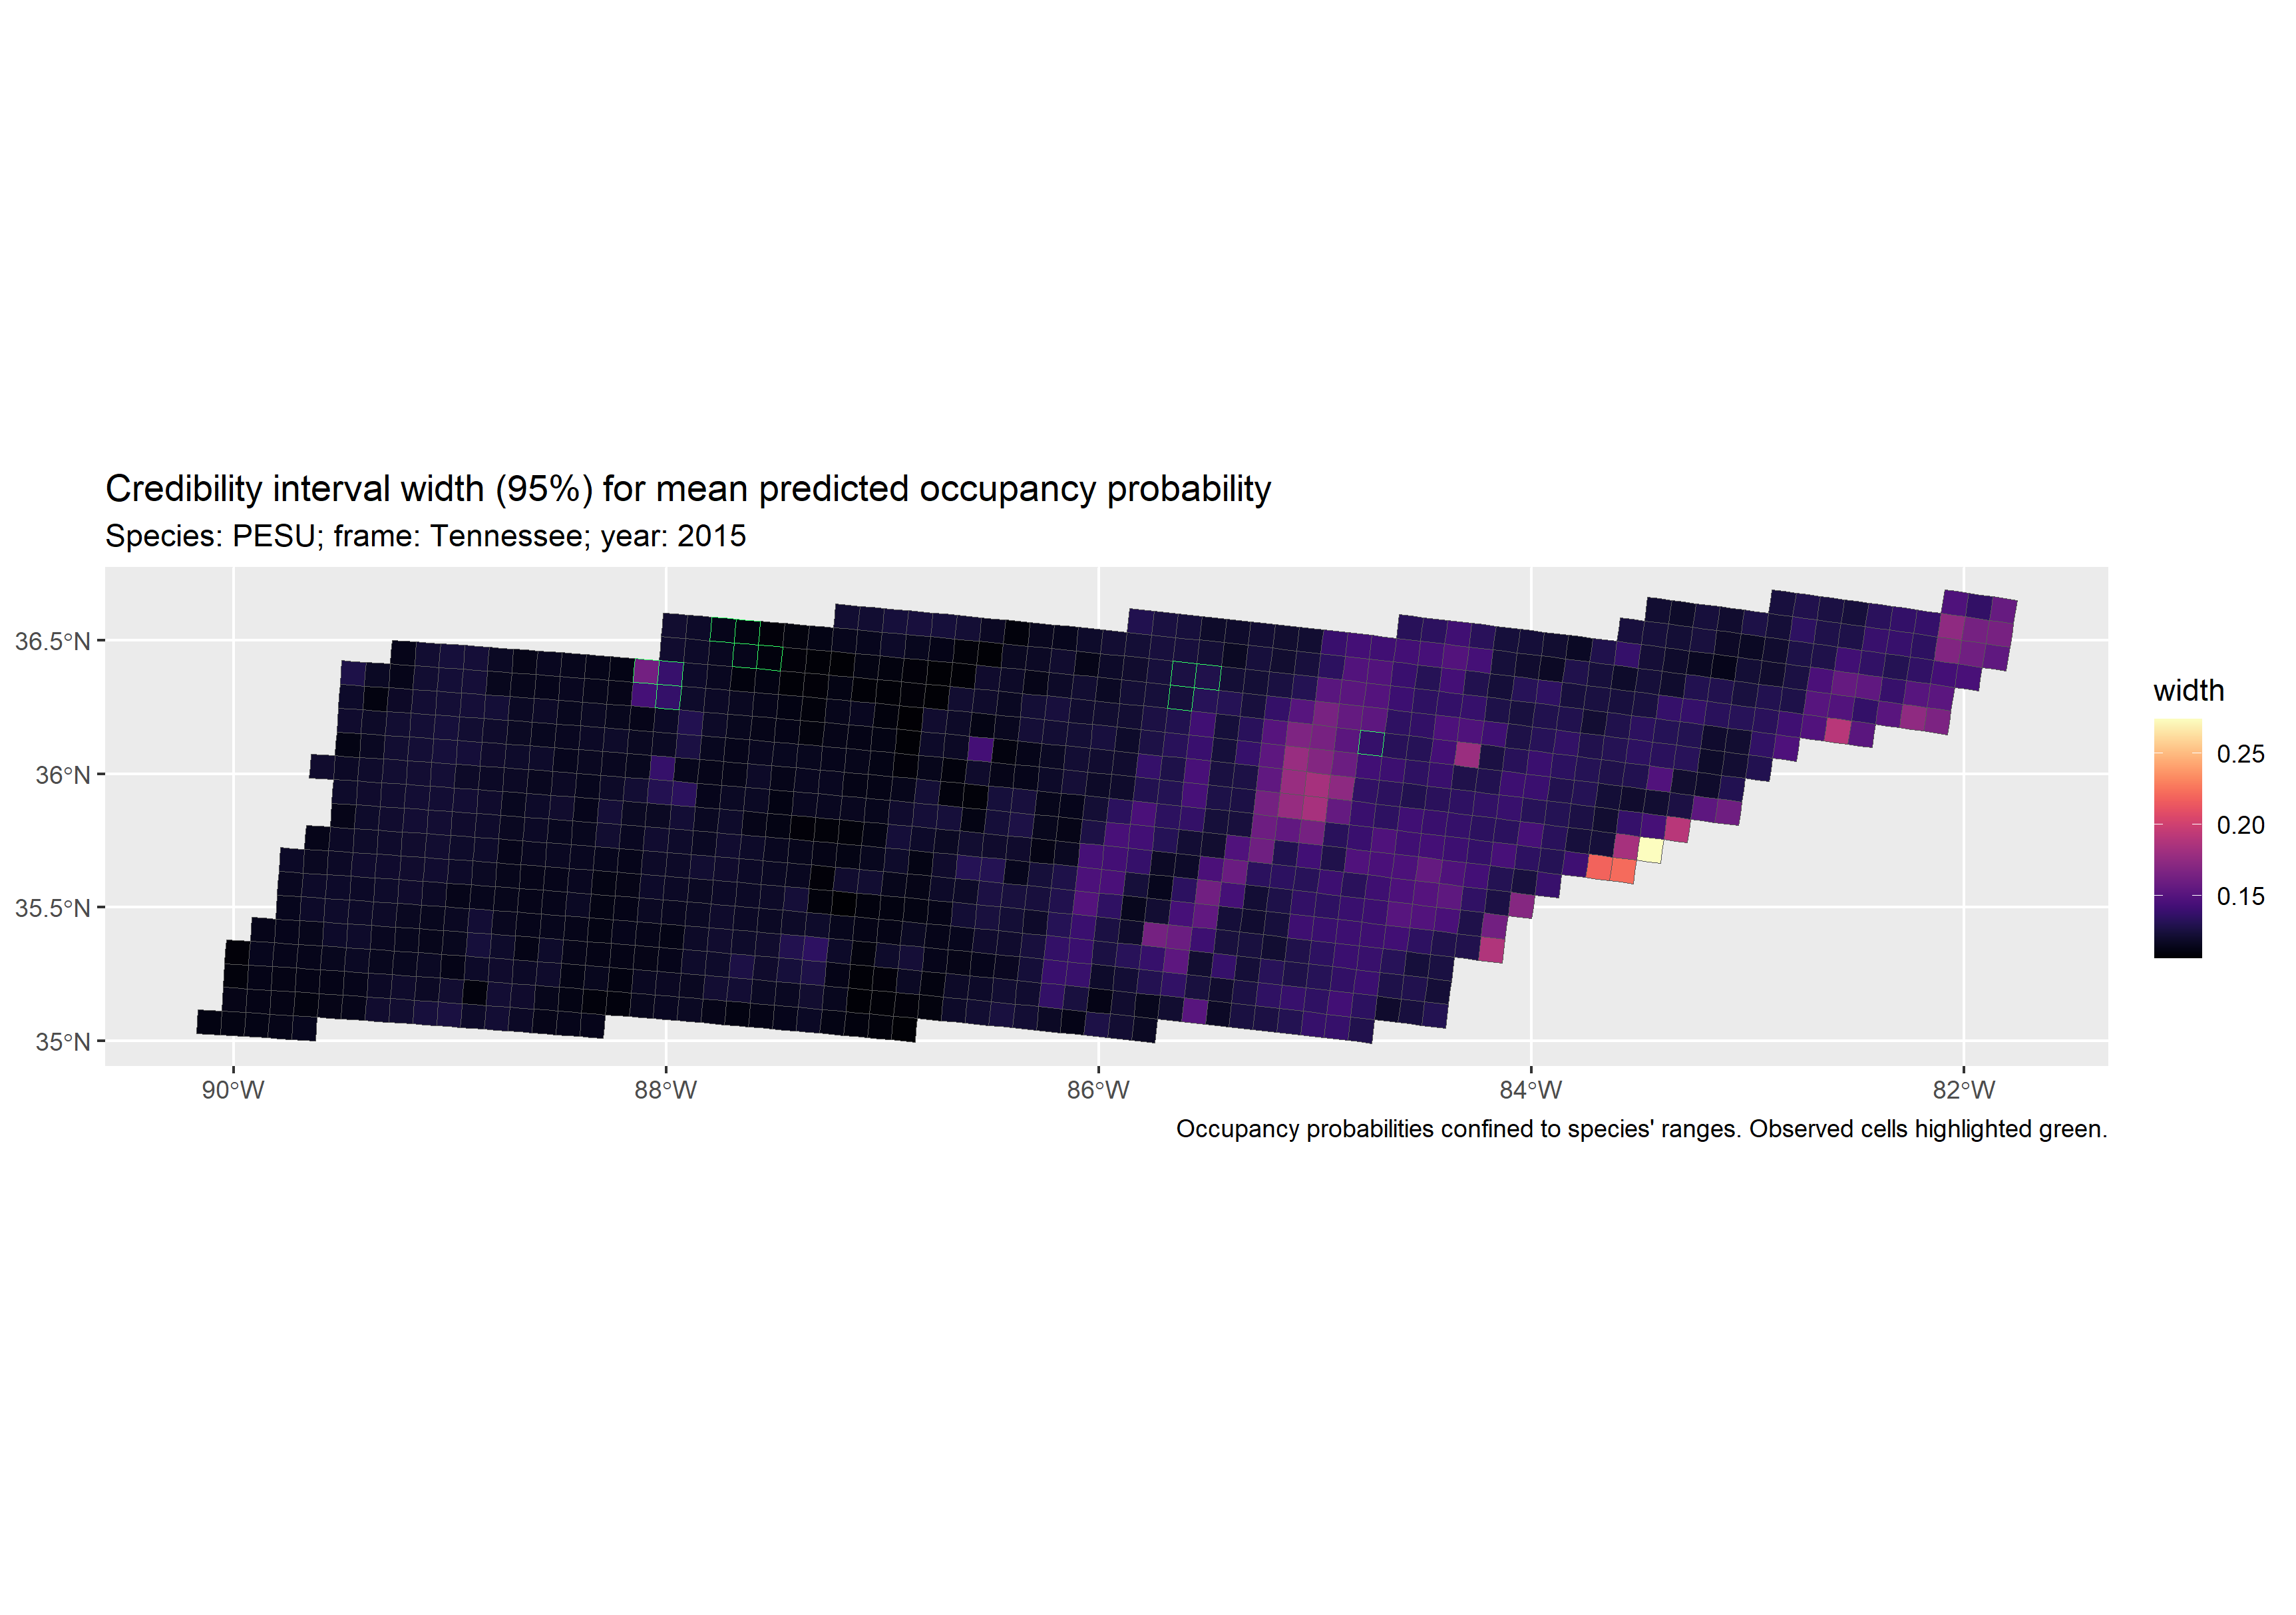 Credibility interval width (95%) for mean predicted occupancy probability
Species: PESU; frame: Tennessee; year: 2015
36.5°N
36°N
35.5°N
35°N
90°W
88°W
86°W
84°W
82°W
width
0.25
0.20
0.15
Occupancy probabilities confined to species' ranges. Observed cells highlighted green.